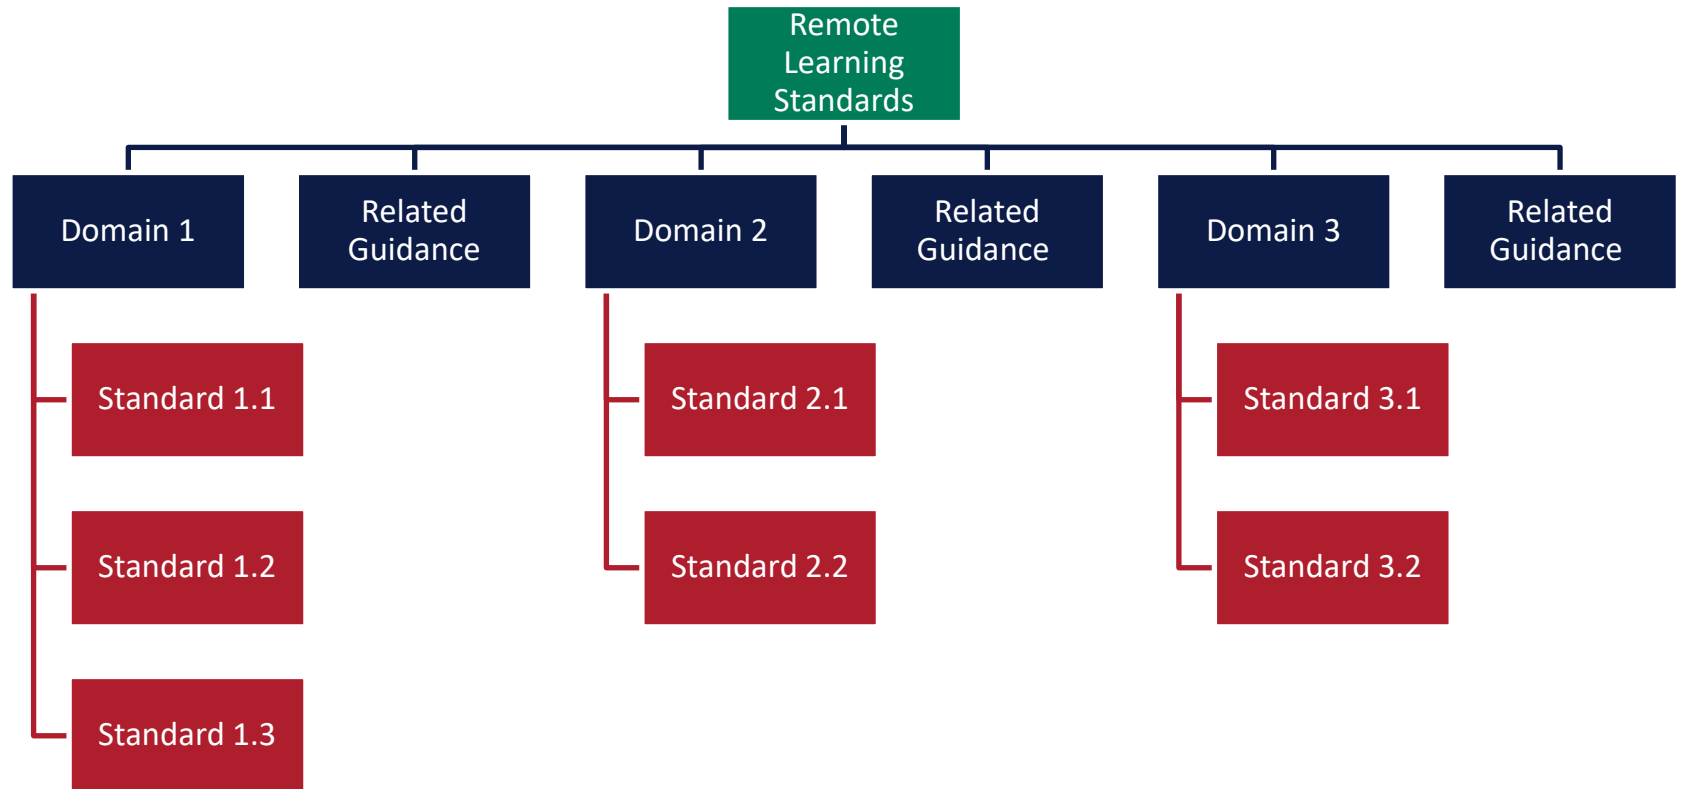 Remote
Learning
Standards
Domain 1
Related
Guidance
Domain 2
Related
Guidance
Domain 3
Related
Guidance
Standard 1.1
Standard 2.1
Standard 3.1
Standard 1.2
Standard 2.2
Standard 3.2
Standard 1.3